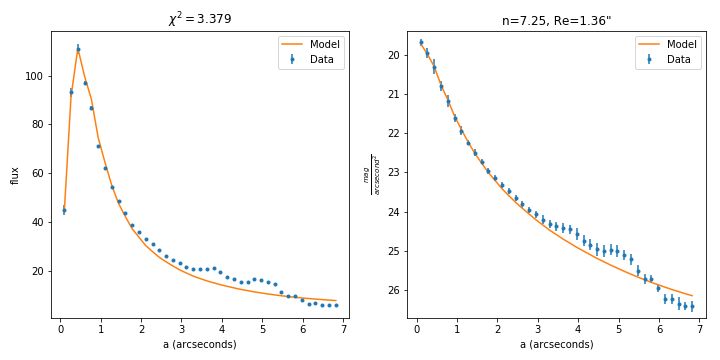 χ² = 3.379
flux
100
80
60
40
20
0 1 2 3 4 5 6 7
a (arcseconds)
Model
Data
n=7.25, Re=1.36"
mag
arcsecond²
19
20
21
22
23
24
25
26
0 1 2 3 4 5 6 7
a (arcseconds)
Model
Data